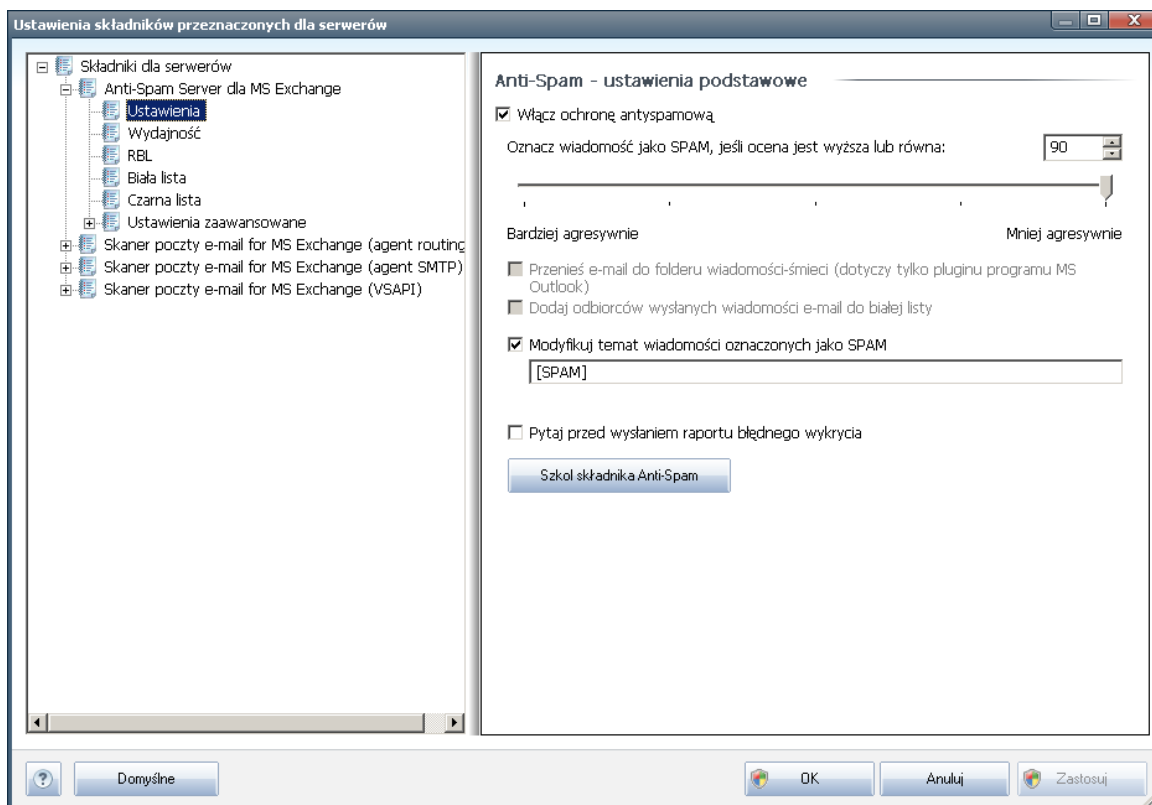 Ustawienia składników przeznaczonych dla serwerów
Składniki dla serwerów
Anti-Spam Server dla MS Exchange
Ustawienia
Wydajność
RBL
Biała lista
Czarna lista
Ustawienia zaawansowane
Skaner poczty e-mail for MS Exchange (agent routing
Skaner poczty e-mail for MS Exchange (agent SMTP)
Skaner poczty e-mail for MS Exchange (VSAPI)
Anti-Spam - ustawienia podstawowe
Włącz ochronę antyspamową
Oznacz wiadomość jako SPAM, jeśli ocena jest wyższa lub równa: 90
Bardziej agresywnie Mniej agresywnie
Przenieś e-mail do folderu wiadomości-śmieci (dotyczy tylko pluginu programu MS
Outlook)
Dodaj odbiorców wysłanych wiadomości e-mail do białej listy
Modyfikuj temat wiadomości oznaczonych jako SPAM
[SPAM]
Pytaj przed wysłaniem raportu błędnego wykrycia
Szkol składnika Anti-Spam
? Domyślne OK Anuluj Zastosuj